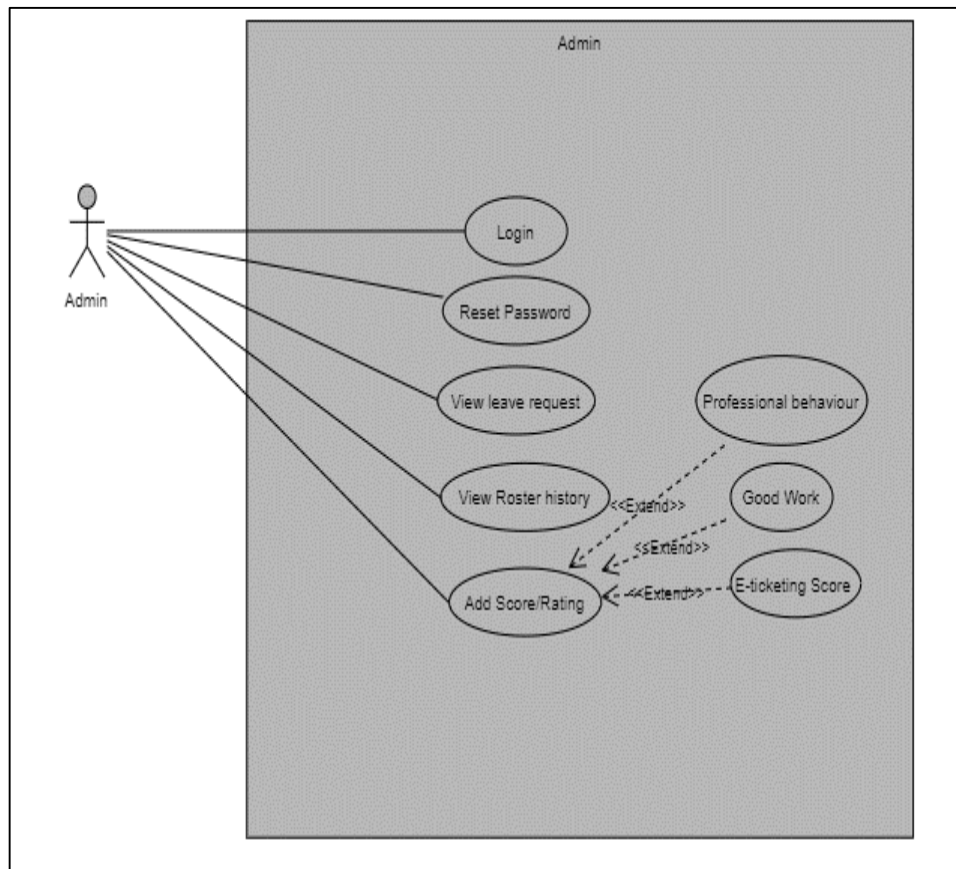 Admin
Login
Admin
Reset Password
View leave request
Professional behaviour
View Roster history
<<Extend>>
Good Work
<<sExtend>>
Add Score/Rating
<<Extend>>
E-ticketing Score